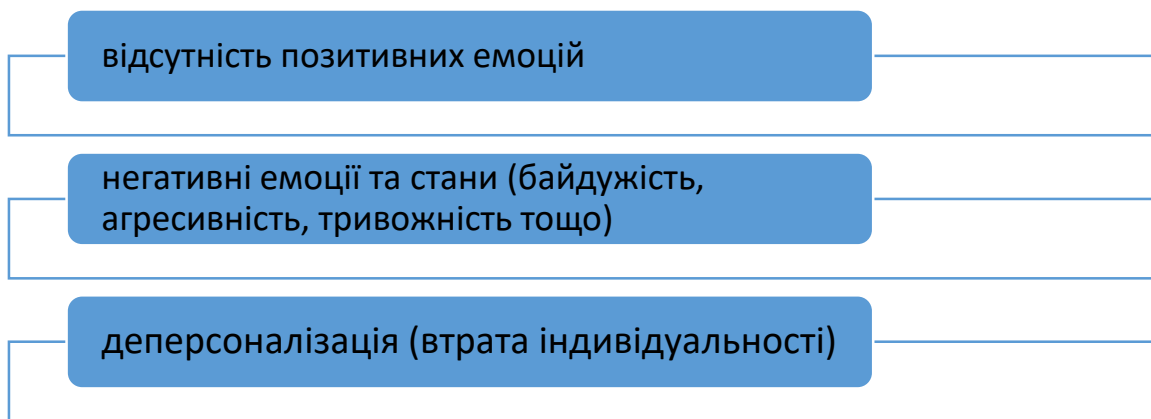 відсутність позитивних емоцій
негативні емоції та стани (байдужість,
агресивність, тривожність тощо)
деперсоналізація (втрата індивідуальності)